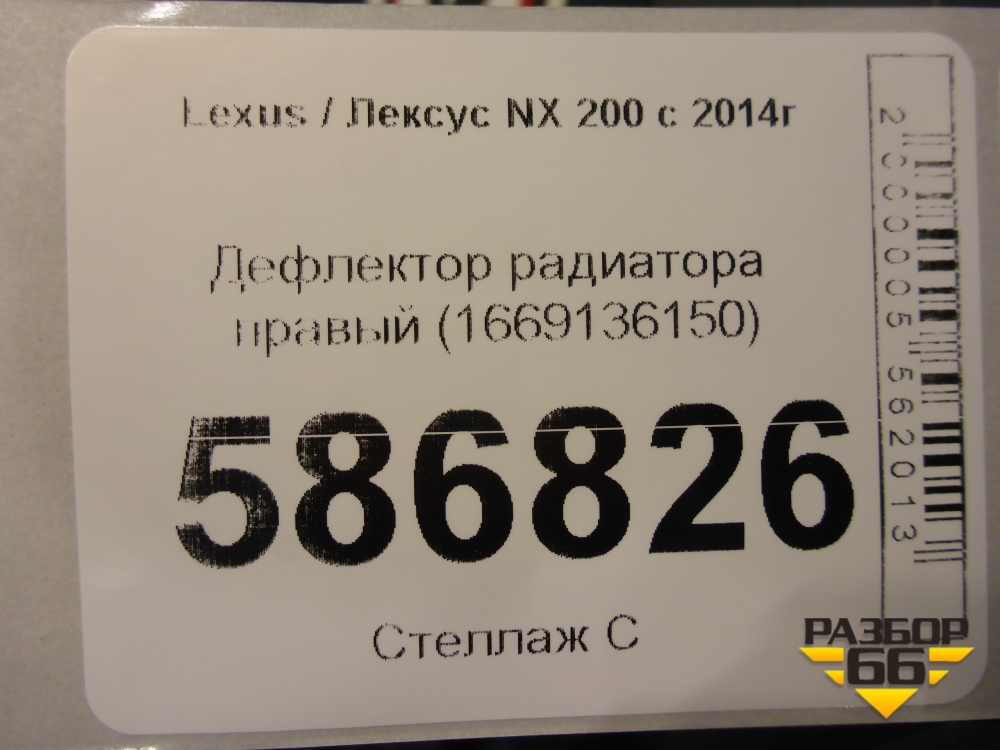 Lexus / Лексус NX 200 с 2014г
Дефлектор радиатора
правый (1669136150)
586826
Стеллаж С
2000005562013
РАЗБОР
66